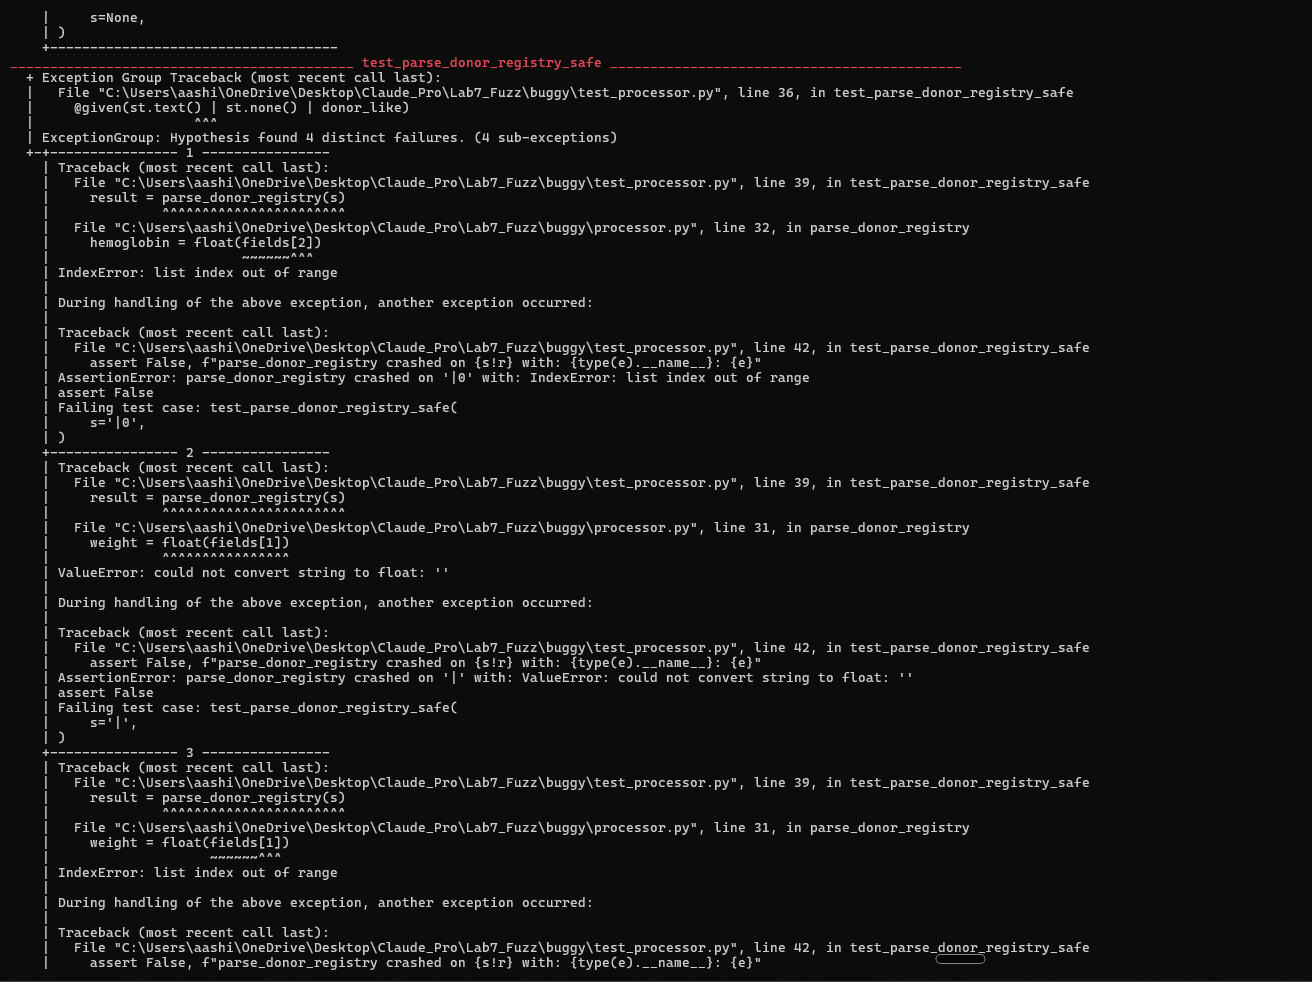 |     s=None,
| )
+------------------------------------
___________________________________________ test_parse_donor_registry_safe ____________________________________________
+ Exception Group Traceback (most recent call last):
|   File "C:\Users\aashi\OneDrive\Desktop\Claude_Pro\Lab7_Fuzz\buggy\test_processor.py", line 36, in test_parse_donor_registry_safe
|     @given(st.text() | st.none() | donor_like)
|                    ^^^
| ExceptionGroup: Hypothesis found 4 distinct failures. (4 sub-exceptions)
+-+---------------- 1 ----------------
| Traceback (most recent call last):
|   File "C:\Users\aashi\OneDrive\Desktop\Claude_Pro\Lab7_Fuzz\buggy\test_processor.py", line 39, in test_parse_donor_registry_safe
|     result = parse_donor_registry(s)
|              ^^^^^^^^^^^^^^^^^^^^^^^
|   File "C:\Users\aashi\OneDrive\Desktop\Claude_Pro\Lab7_Fuzz\buggy\processor.py", line 32, in parse_donor_registry
|     hemoglobin = float(fields[2])
|                        ~~~~~~^^^
| IndexError: list index out of range
|
| During handling of the above exception, another exception occurred:
|
| Traceback (most recent call last):
|   File "C:\Users\aashi\OneDrive\Desktop\Claude_Pro\Lab7_Fuzz\buggy\test_processor.py", line 42, in test_parse_donor_registry_safe
|     assert False, f"parse_donor_registry crashed on {s!r} with: {type(e).__name__}: {e}"
| AssertionError: parse_donor_registry crashed on '|0' with: IndexError: list index out of range
| assert False
| Failing test case: test_parse_donor_registry_safe(
|     s='|0',
| )
+---------------- 2 ----------------
| Traceback (most recent call last):
|   File "C:\Users\aashi\OneDrive\Desktop\Claude_Pro\Lab7_Fuzz\buggy\test_processor.py", line 39, in test_parse_donor_registry_safe
|     result = parse_donor_registry(s)
|              ^^^^^^^^^^^^^^^^^^^^^^^
|   File "C:\Users\aashi\OneDrive\Desktop\Claude_Pro\Lab7_Fuzz\buggy\processor.py", line 31, in parse_donor_registry
|     weight = float(fields[1])
|              ^^^^^^^^^^^^^^^^
| ValueError: could not convert string to float: ''
|
| During handling of the above exception, another exception occurred:
|
| Traceback (most recent call last):
|   File "C:\Users\aashi\OneDrive\Desktop\Claude_Pro\Lab7_Fuzz\buggy\test_processor.py", line 42, in test_parse_donor_registry_safe
|     assert False, f"parse_donor_registry crashed on {s!r} with: {type(e).__name__}: {e}"
| AssertionError: parse_donor_registry crashed on '|' with: ValueError: could not convert string to float: ''
| assert False
| Failing test case: test_parse_donor_registry_safe(
|     s='|',
| )
+---------------- 3 ----------------
| Traceback (most recent call last):
|   File "C:\Users\aashi\OneDrive\Desktop\Claude_Pro\Lab7_Fuzz\buggy\test_processor.py", line 39, in test_parse_donor_registry_safe
|     result = parse_donor_registry(s)
|              ^^^^^^^^^^^^^^^^^^^^^^^
|   File "C:\Users\aashi\OneDrive\Desktop\Claude_Pro\Lab7_Fuzz\buggy\processor.py", line 31, in parse_donor_registry
|     weight = float(fields[1])
|                    ~~~~~~^^^
| IndexError: list index out of range
|
| During handling of the above exception, another exception occurred:
|
| Traceback (most recent call last):
|   File "C:\Users\aashi\OneDrive\Desktop\Claude_Pro\Lab7_Fuzz\buggy\test_processor.py", line 42, in test_parse_donor_registry_safe
|     assert False, f"parse_donor_registry crashed on {s!r} with: {type(e).__name__}: {e}"